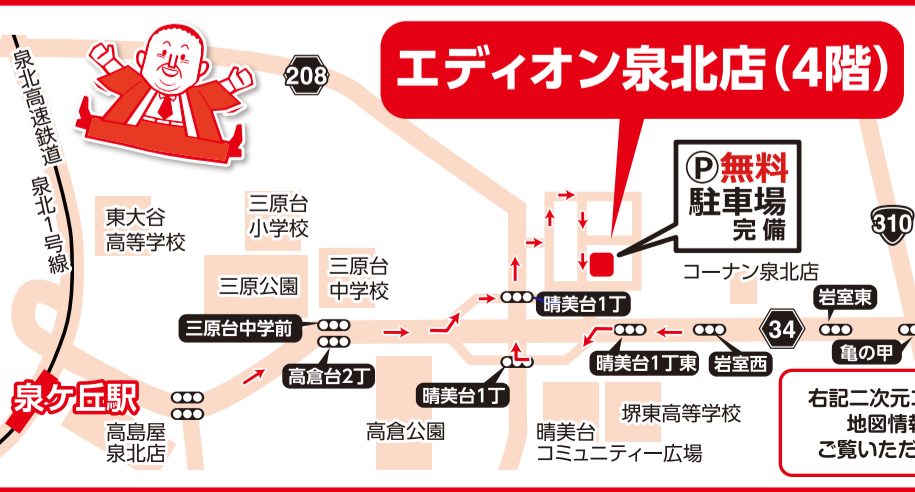 エディオン泉北店(4階)
208
泉北高速鉄道 泉北1号線
P無料
駐車場
完備
310
東大谷
高等学校
三原台
小学校
三原公園
三原台
中学校
コーナン泉北店
晴美台1丁
岩室東
三原台中学前
34
亀の甲
高倉台2丁
晴美台1丁
晴美台1丁東
岩室西
泉ケ丘駅
高島屋
泉北店
高倉公園
晴美台
コミュニティー広場
堺東高等学校
右記二次元
地図情
ご覧いただ